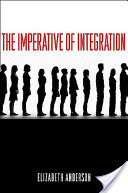 THE IMPERATIVE OF INTEGRATION
ELIZABETH ANDERSON